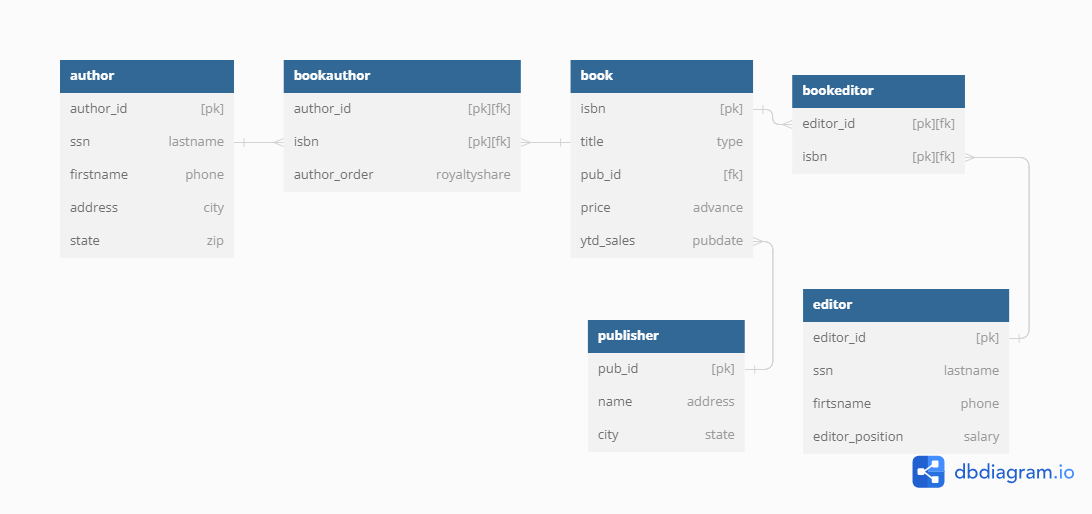 author
author_id [pk]
ssn lastname
firstname phone
address city
state zip
bookauthor
author_id [pk][fk]
isbn [pk][fk]
author_order royaltyshare
book
isbn [pk]
title type
pub_id [fk]
price advance
ytd_sales pubdate
bookeditor
editor_id [pk][fk]
isbn [pk][fk]
publisher
pub_id [pk]
name address
city state
editor
editor_id [pk]
ssn lastname
firtsname phone
editor_position salary
dbdiagram.io